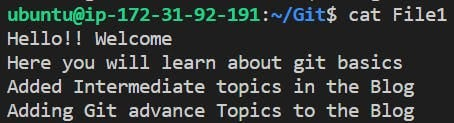 ubuntu@ip-172-31-92-191:~/Git$ cat File1
Hello!! Welcome
Here you will learn about git basics
Added Intermediate topics in the Blog
Adding Git advance Topics to the Blog